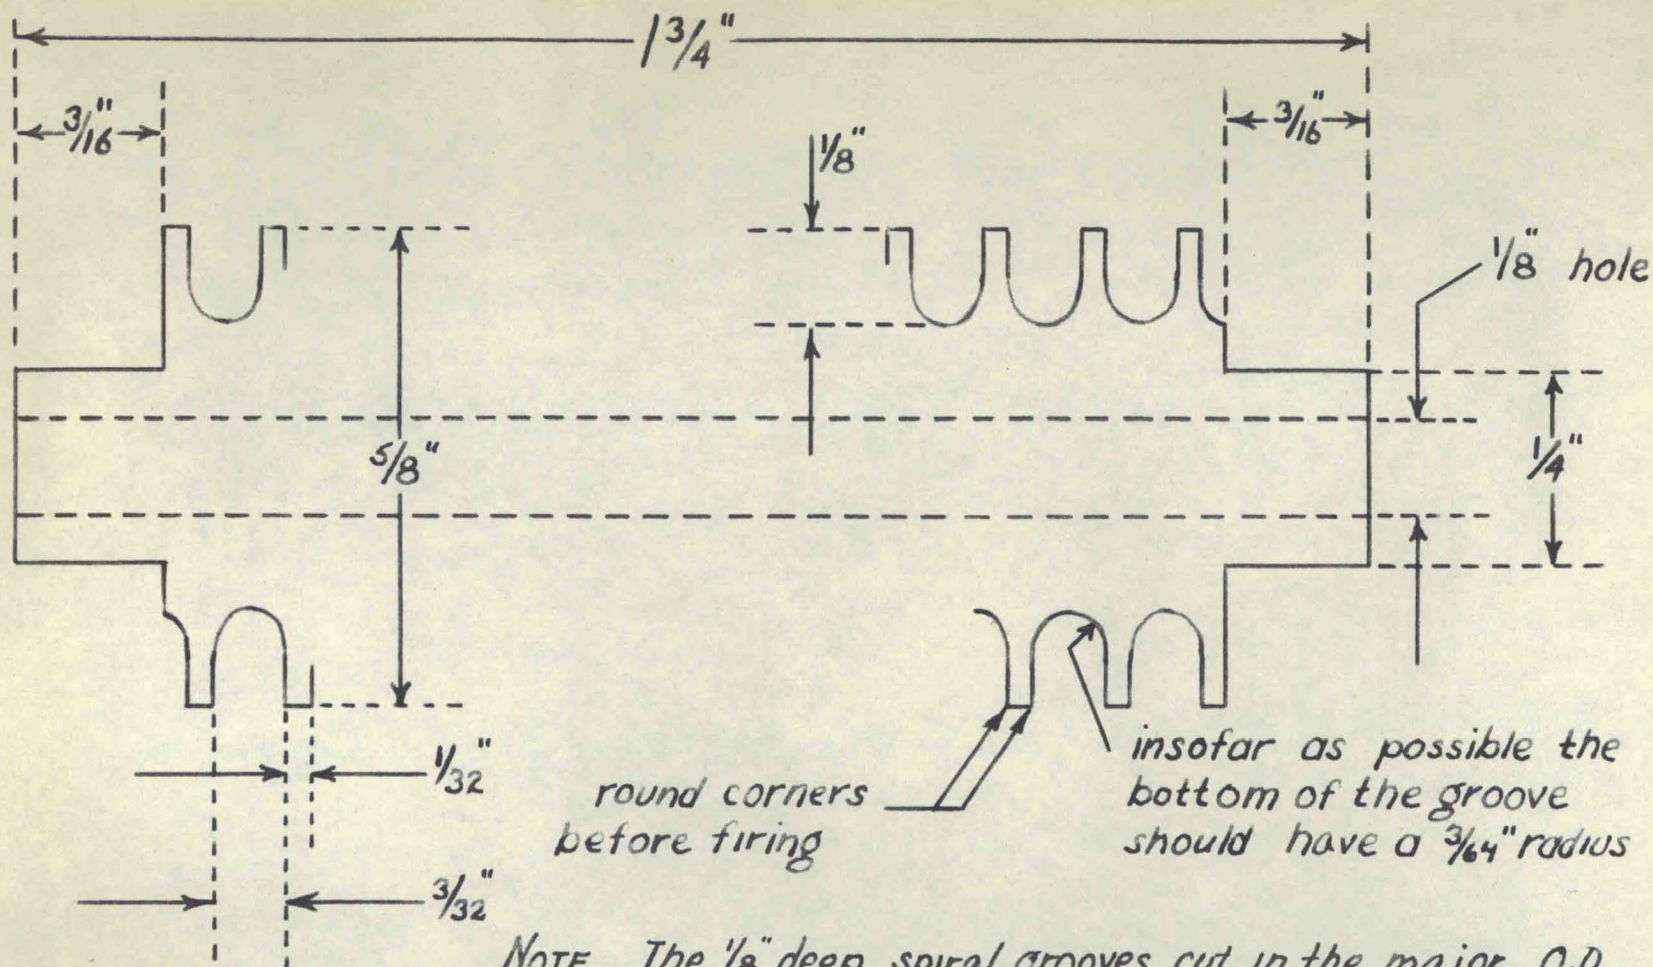 1 3/4"
3/16"
3/16"
1/8"
1/8" hole
5/8"
1/4"
1/32"
round corners
before firing
insofar as possible the
bottom of the groove
should have a 3/64" radius
3/32"
NOTE The 1/8" deep spiral grooves cut in the major O.D.